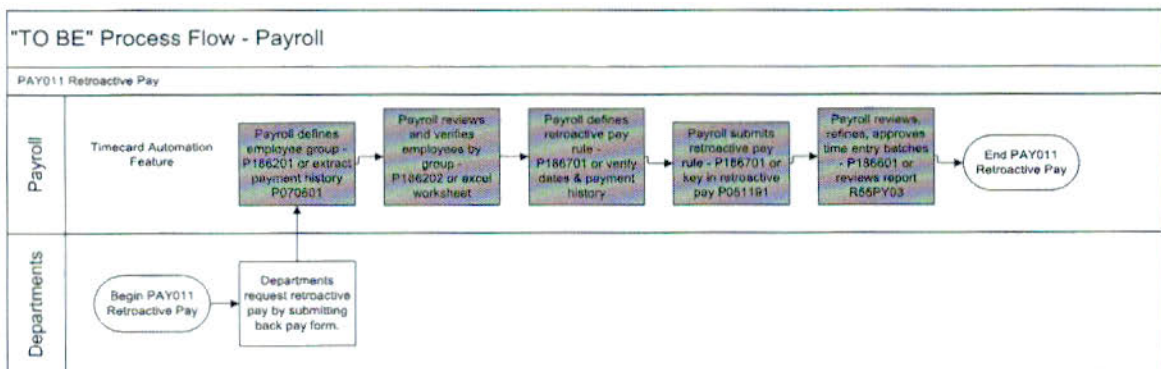 "TO BE" Process Flow - Payroll
PAY011 Retroactive Pay
Payroll
Timecard Automation
Feature
Payroll defines
employee group -
P186201 or extract
payment history
P070601
Payroll reviews
and verifies
employees by
group -
P186202 or excel
worksheet
Payroll defines
retroactive pay
rule -
P186701 or verify
dates & payment
history
Payroll submits
retroactive pay
rule - P186701 or
key in retroactive
pay P051191
Payroll reviews,
refines, approves
time entry batches
- P186601 or
reviews report
R55PY03
End PAY011
Retroactive Pay
Departments
Begin PAY011
Retroactive Pay
Departments
request retroactive
pay by submitting
back pay form.